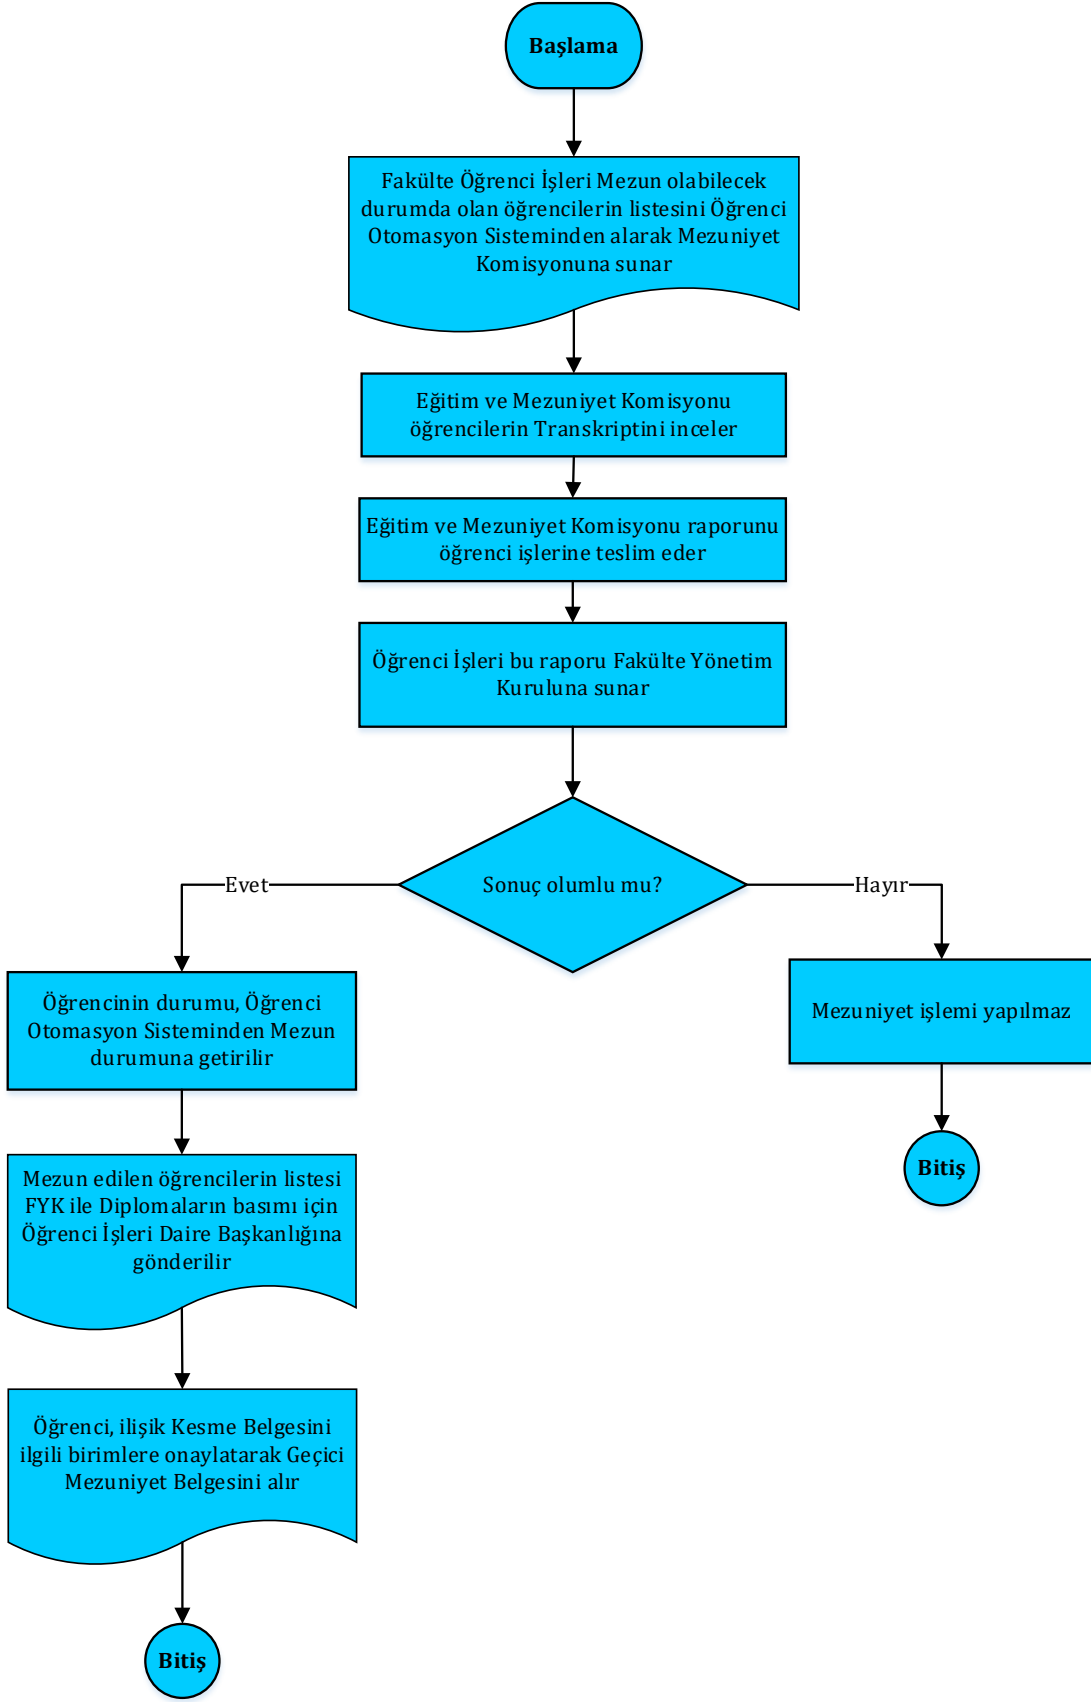 Başlama
Fakülte Öğrenci İşleri Mezun olabilecek
durumda olan öğrencilerin listesini Öğrenci
Otomasyon Sisteminden alarak Mezuniyet
Komisyonuna sunar
Eğitim ve Mezuniyet Komisyonu
öğrencilerin Transkriptini inceler
Eğitim ve Mezuniyet Komisyonu raporunu
öğrenci işlerine teslim eder
Öğrenci İşleri bu raporu Fakülte Yönetim
Kuruluna sunar
Sonuç olumlu mu?
Evet
Hayır
Öğrencinin durumu, Öğrenci
Otomasyon Sisteminden Mezun
durumuna getirilir
Mezuniyet işlemi yapılmaz
Bitiş
Mezun edilen öğrencilerin listesi
FYK ile Diplomaların basımı için
Öğrenci İşleri Daire Başkanlığına
gönderilir
Öğrenci, ilişik Kesme Belgesini
ilgili birimlere onaylatarak Geçici
Mezuniyet Belgesini alır
Bitiş